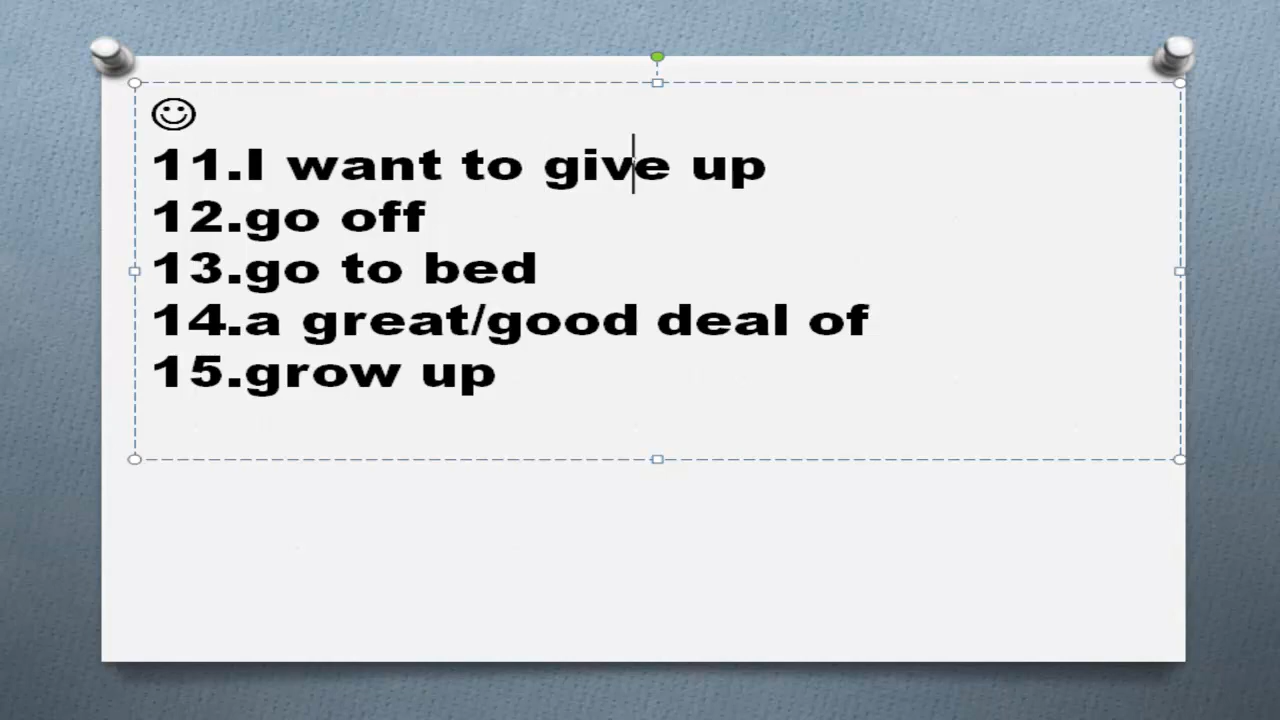 ☺
11.I want to give up
12.go off
13.go to bed
14.a great/good deal of
15.grow up